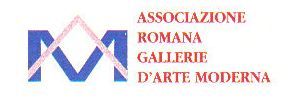 ASSOCIAZIONE
ROMANA
GALLERIE
D'ARTE MODERNA